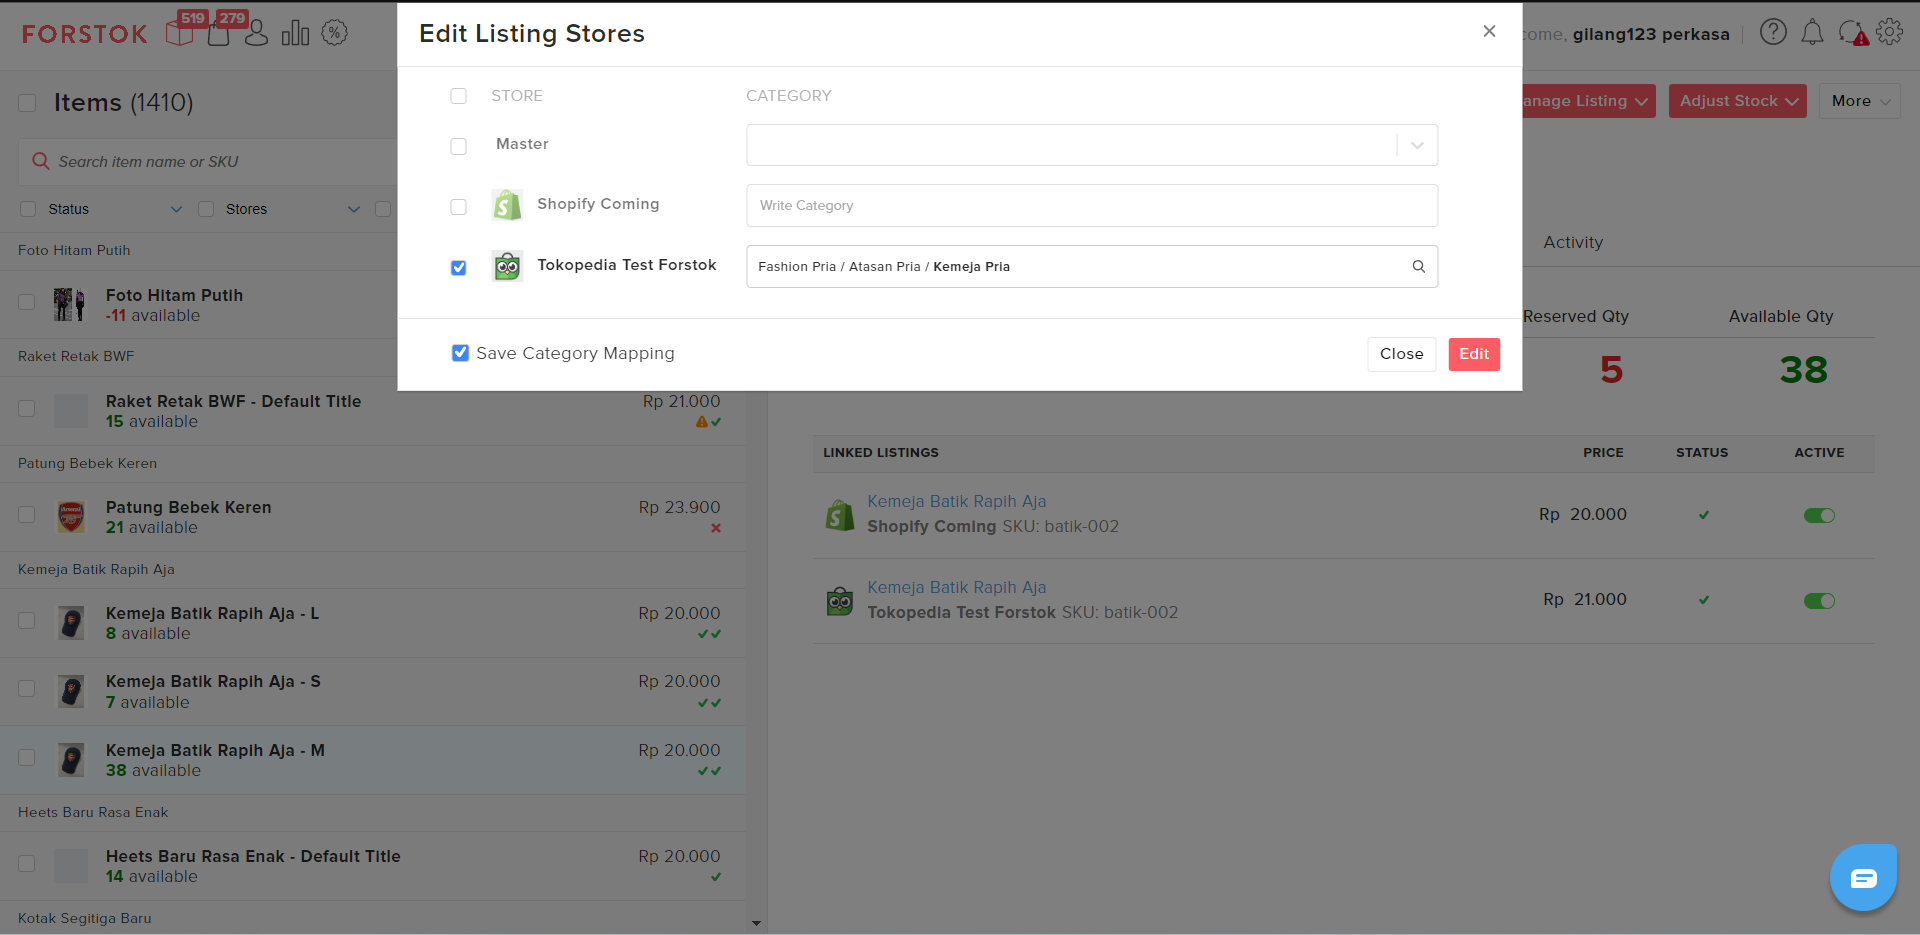 FORSTOK
519
279
Edit Listing Stores
come, gilang123 perkasa
Items (1410)
STORE
CATEGORY
anage Listing
Adjust Stock
More
Master
Search item name or SKU
Shopify Coming
Write Category
Status
Stores
Foto Hitam Putih
Tokopedia Test Forstok
Fashion Pria / Atasan Pria / Kemeja Pria
Activity
Foto Hitam Putih
-11 available
Reserved Qty
Available Qty
Save Category Mapping
Close
Edit
5
38
Raket Retak BWF
Raket Retak BWF - Default Title
Rp 21.000
15 available
LINKED LISTINGS
PRICE
STATUS
ACTIVE
Patung Bebek Keren
Patung Bebek Keren
Rp 23.900
21 available
Kemeja Batik Rapih Aja
Shopify Coming SKU: batik-002
Rp 20.000
Kemeja Batik Rapih Aja
Kemeja Batik Rapih Aja
Tokopedia Test Forstok SKU: batik-002
Rp 21.000
Kemeja Batik Rapih Aja - L
Rp 20.000
8 available
Kemeja Batik Rapih Aja - S
Rp 20.000
7 available
Kemeja Batik Rapih Aja - M
Rp 20.000
38 available
Heets Baru Rasa Enak
Heets Baru Rasa Enak - Default Title
Rp 20.000
14 available
Kotak Segitiga Baru